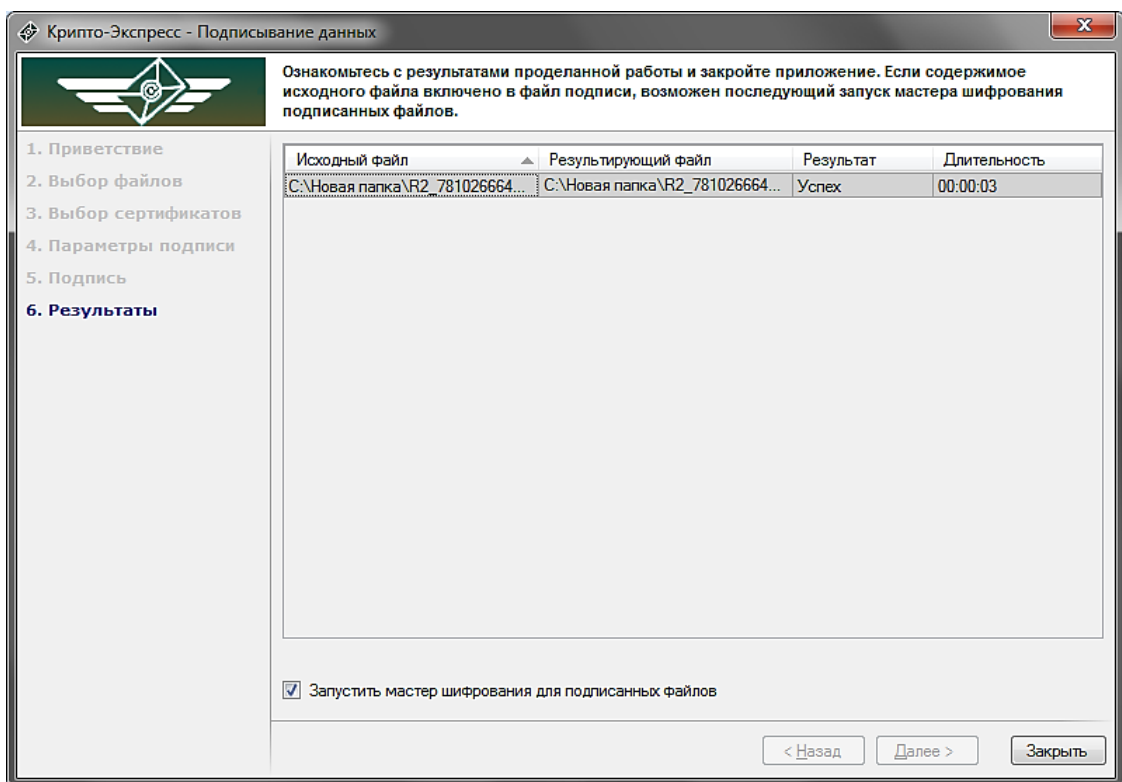 Крипто-Экспресс - Подписывание данных
Ознакомьтесь с результатами проделанной работы и закройте приложение. Если содержимое
исходного файла включено в файл подписи, возможен последующий запуск мастера шифрования
подписанных файлов.
1. Приветствие
2. Выбор файлов
3. Выбор сертификатов
4. Параметры подписи
5. Подпись
6. Результаты
Исходный файл Результирующий файл Результат Длительность
C:\Новая папка\R2_781026664... C:\Новая папка\R2_781026664... Успех 00:00:03
Запустить мастер шифрования для подписанных файлов
< Назад Далее > Закрыть